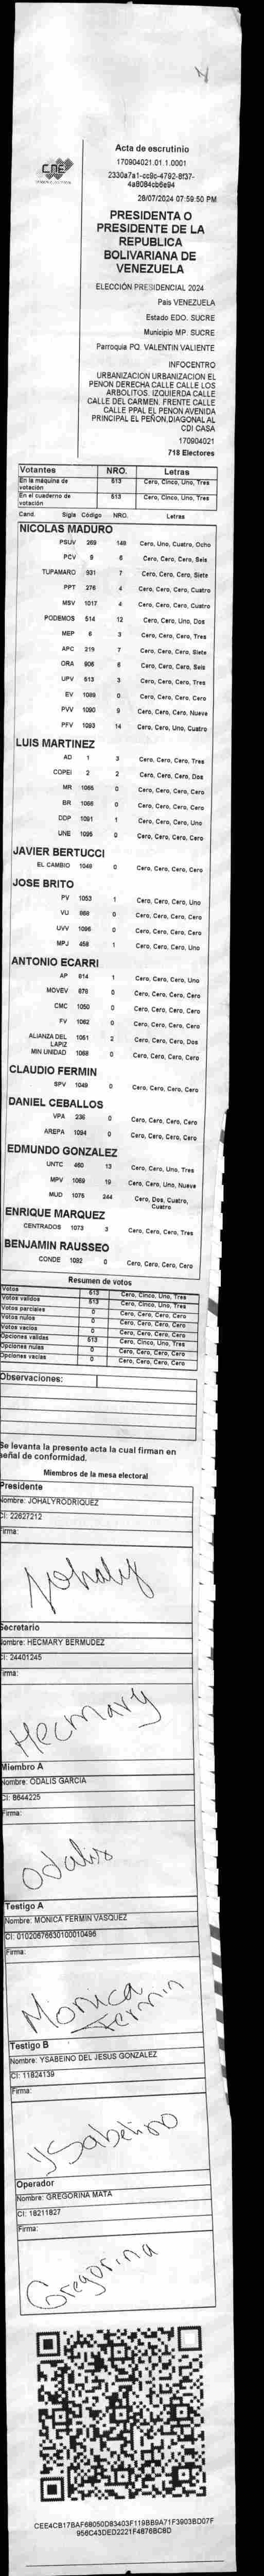 CNE
Acta de escrutinio
170904021.01.1.0001
2330a7a1-cc9c-4792-8f37-
4a8084cb6e94
28/07/2024 07:59:50 PM
PRESIDENTA O
PRESIDENTE DE LA
REPUBLICA
BOLIVARIANA DE
VENEZUELA
ELECCIÓN PRESIDENCIAL 2024
País VENEZUELA
Estado EDO. SUCRE
Municipio MP. SUCRE
Parroquia PQ. VALENTIN VALIENTE
INFOCENTRO
URBANIZACION URBANIZACION EL
PENON DERECHA CALLE CALLE LOS
ARBOLITOS. IZQUIERDA CALLE
CALLE DEL CARMEN. FRENTE CALLE
CALLE PPAL EL PENON AVENIDA
PRINCIPAL EL PEÑON,DIAGONAL AL
CDI CASA
170904021
718 Electores
Votantes NRO. Letras
En la máquina de votación 513 Cero, Cinco, Uno, Tres
En el cuaderno de votación 513 Cero, Cinco, Uno, Tres
Cand. Sigla Código NRO. Letras
NICOLAS MADURO
PSUV 269 148 Cero, Uno, Cuatro, Ocho
PCV 9 6 Cero, Cero, Cero, Seis
TUPAMARO 931 7 Cero, Cero, Cero, Siete
PPT 276 4 Cero, Cero, Cero, Cuatro
MSV 1017 4 Cero, Cero, Cero, Cuatro
PODEMOS 514 12 Cero, Cero, Uno, Dos
MEP 6 3 Cero, Cero, Cero, Tres
APC 219 7 Cero, Cero, Cero, Siete
ORA 906 6 Cero, Cero, Cero, Seis
UPV 613 3 Cero, Cero, Cero, Tres
EV 1089 0 Cero, Cero, Cero, Cero
PVV 1090 9 Cero, Cero, Cero, Nueve
PFV 1093 14 Cero, Cero, Uno, Cuatro
LUIS MARTINEZ
AD 1 3 Cero, Cero, Cero, Tres
COPEI 2 2 Cero, Cero, Cero, Dos
MR 1065 0 Cero, Cero, Cero, Cero
BR 1066 0 Cero, Cero, Cero, Cero
DDP 1091 1 Cero, Cero, Cero, Uno
UNE 1095 0 Cero, Cero, Cero, Cero
JAVIER BERTUCCI
EL CAMBIO 1048 0 Cero, Cero, Cero, Cero
JOSE BRITO
PV 1053 1 Cero, Cero, Cero, Uno
VU 868 0 Cero, Cero, Cero, Cero
UVV 1096 0 Cero, Cero, Cero, Cero
MPJ 458 1 Cero, Cero, Cero, Uno
ANTONIO ECARRI
AP 814 1 Cero, Cero, Cero, Uno
MOVEV 878 0 Cero, Cero, Cero, Cero
CMC 1050 0 Cero, Cero, Cero, Cero
FV 1062 0 Cero, Cero, Cero, Cero
ALIANZA DEL LAPIZ 1051 2 Cero, Cero, Cero, Dos
MIN UNIDAD 1068 0 Cero, Cero, Cero, Cero
CLAUDIO FERMIN
SPV 1049 0 Cero, Cero, Cero, Cero
DANIEL CEBALLOS
VPA 236 0 Cero, Cero, Cero, Cero
AREPA 1094 0 Cero, Cero, Cero, Cero
EDMUNDO GONZALEZ
UNTC 460 13 Cero, Cero, Uno, Tres
MPV 1069 19 Cero, Cero, Uno, Nueve
MUD 1076 244 Cero, Dos, Cuatro, Cuatro
ENRIQUE MARQUEZ
CENTRADOS 1073 3 Cero, Cero, Cero, Tres
BENJAMIN RAUSSEO
CONDE 1092 0 Cero, Cero, Cero, Cero
Resumen de votos
Votos 513 Cero, Cinco, Uno, Tres
Votos validos 513 Cero, Cinco, Uno, Tres
Votos parciales 0 Cero, Cero, Cero, Cero
Votos nulos 0 Cero, Cero, Cero, Cero
Votos vacíos 0 Cero, Cero, Cero, Cero
Opciones validas 513 Cero, Cinco, Uno, Tres
Opciones nulas 0 Cero, Cero, Cero, Cero
Opciones vacías 0 Cero, Cero, Cero, Cero
Observaciones:
Se levanta la presente acta la cual firman en
señal de conformidad.
Miembros de la mesa electoral
Presidente
Nombre: JOHALYRODRIQUEZ
CI: 22627212
Firma:
Johaly
Secretario
Nombre: HECMARY BERMUDEZ
CI: 24401245
Firma:
Hecmary
Miembro A
Nombre: ODALIS GARCIA
CI: 8644225
Firma:
Odalis
Testigo A
Nombre: MONICA FERMIN VASQUEZ
CI: 01020676630100010496
Firma:
Monica
Fermin
Testigo B
Nombre: YSABEINO DEL JESUS GONZALEZ
CI: 11824139
Firma:
Ysabelino
Operador
Nombre: GREGORINA MATA
CI: 18211827
Firma:
Gregorina
CEE4CB17BAF68050D83403F119BB9A71F3903BD07F
956C43DED2221F4876BC8D